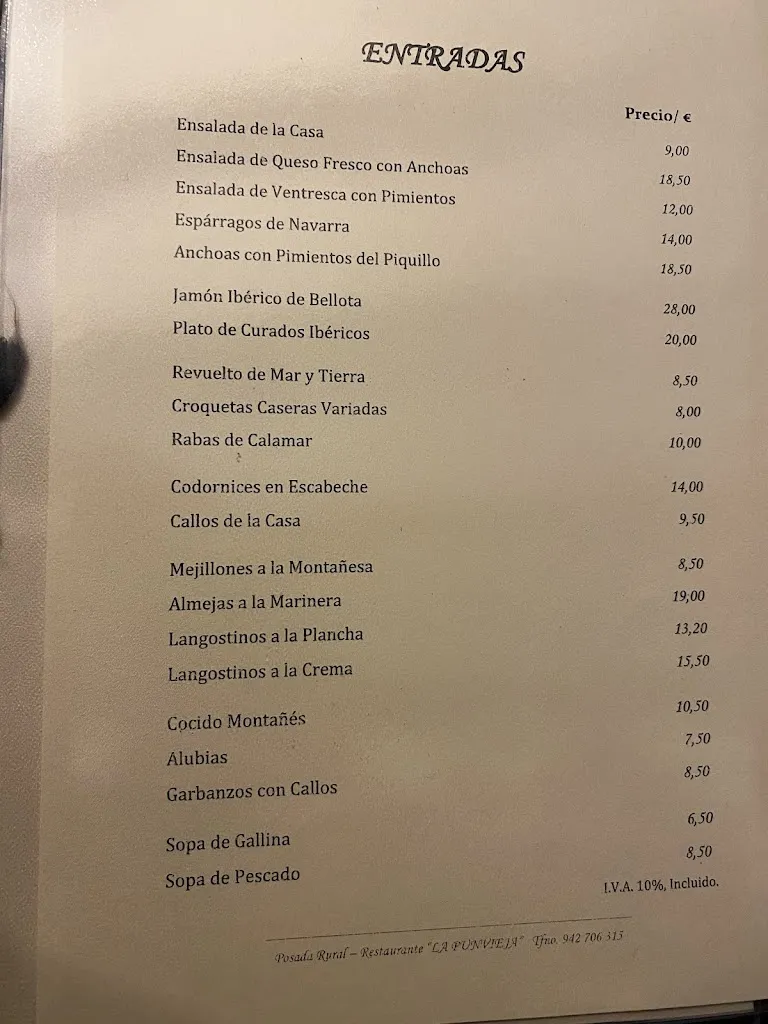 ENTRADAS
Precio/ €
Ensalada de la Casa 9,00
Ensalada de Queso Fresco con Anchoas 18,50
Ensalada de Ventresca con Pimientos 12,00
Espárragos de Navarra 14,00
Anchoas con Pimientos del Piquillo 18,50
Jamón Ibérico de Bellota 28,00
Plato de Curados Ibéricos 20,00
Revuelto de Mar y Tierra 8,50
Croquetas Caseras Variadas 8,00
Rabas de Calamar 10,00
Codornices en Escabeche 14,00
Callos de la Casa 9,50
Mejillones a la Montañesa 8,50
Almejas a la Marinera 19,00
Langostinos a la Plancha 13,20
Langostinos a la Crema 15,50
Cocido Montañés 10,50
Alubias 7,50
Garbanzos con Callos 8,50
Sopa de Gallina 6,50
Sopa de Pescado 8,50
I.V.A. 10%, Incluido.
Posada Rural – Restaurante "LA PUNVIEJA" Tfno. 942 706 313